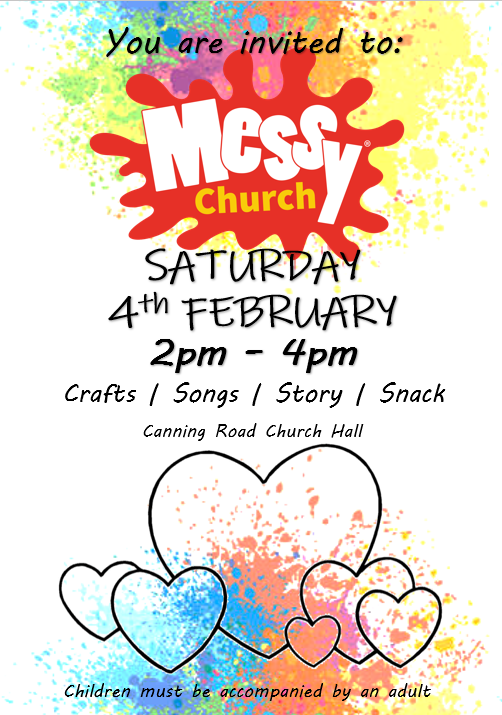 You are invited to:
Messy®
Church
SATURDAY
4th FEBRUARY
2pm - 4pm
Crafts / Songs / Story / Snack
Canning Road Church Hall
Children must be accompanied by an adult